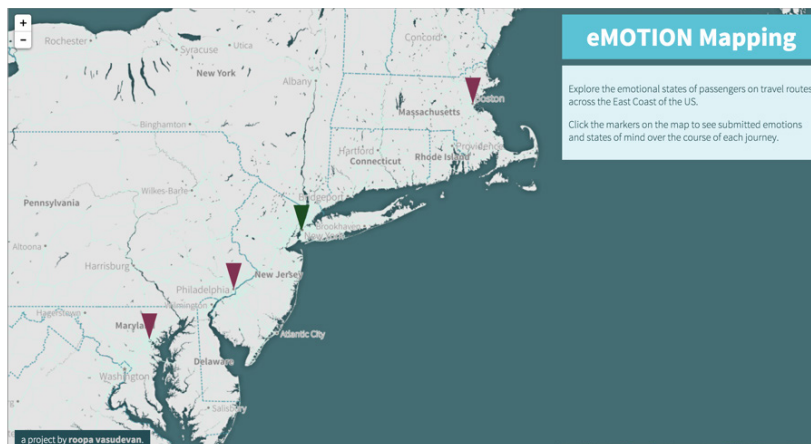 +
eMOTION Mapping
Concord
Rochester
Syracuse
Utica
−
New York
Albany
Explore the emotional states of passengers on travel routes
across the East Coast of the US.
Boston
Massachusetts
Click the markers on the map to see submitted emotions
and states of mind over the course of each journey.
Binghamton
Providence
Hartford
Connecticut
Rhode Island
Wilkes-Barre
Bridgeport
Pennsylvania
Brookhaven
New York
Altoona
Harrisburg
New Jersey
Philadelphia
Wilmington
Hagerstown
Maryland
Atlantic City
Delaware
Washington
Salisbury
a project by roopa vasudevan.